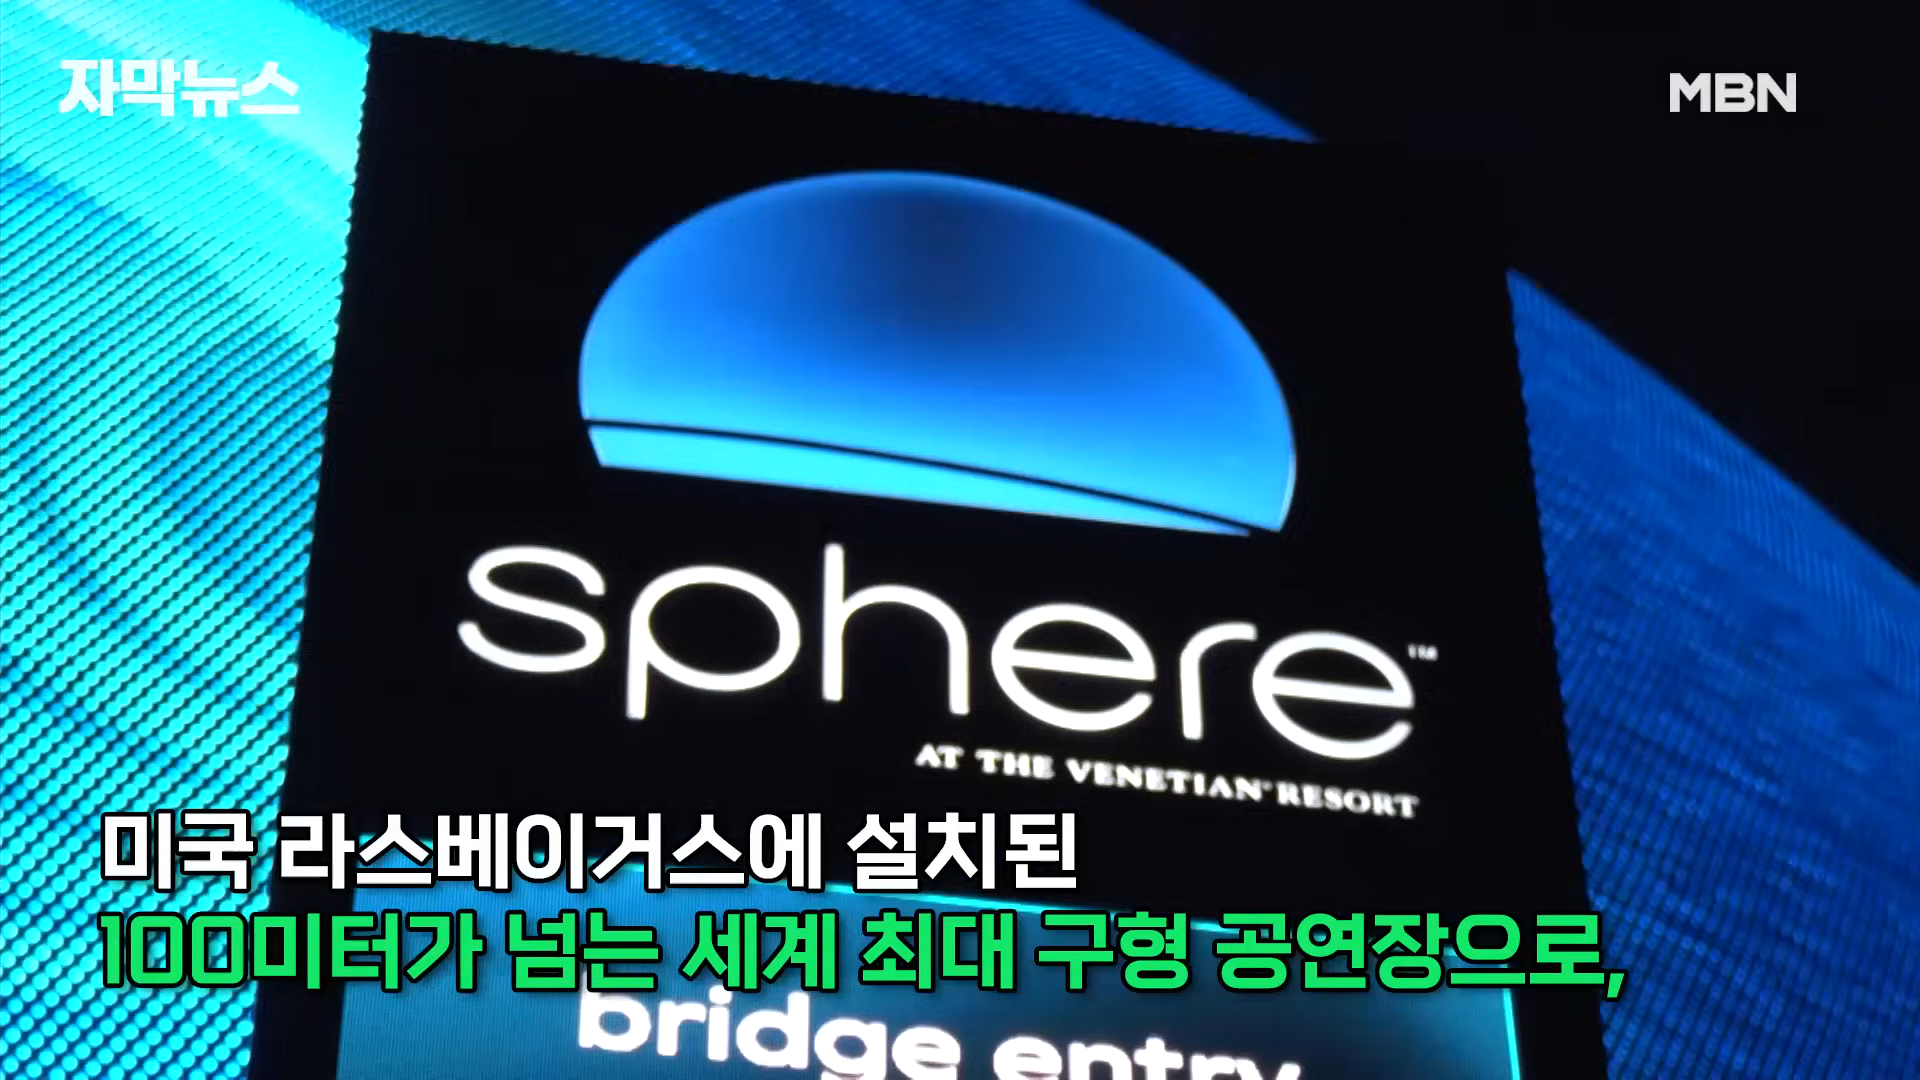 자막뉴스
MBN
sphere™
AT THE VENETIAN® RESORT
미국 라스베이거스에 설치된
100미터가 넘는 세계 최대 구형 공연장으로,
bridge entry